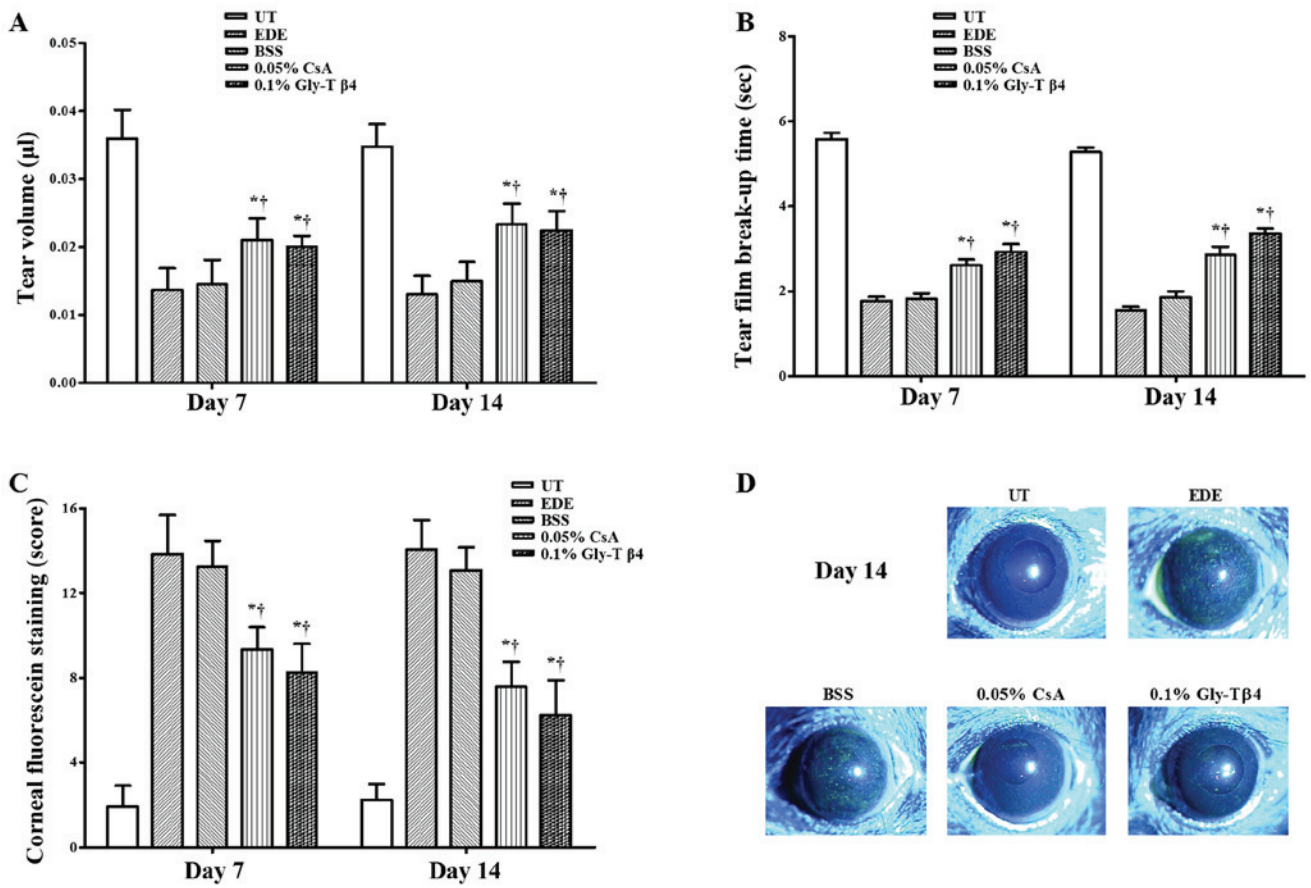 A
UT
EDE
BSS
0.05% CsA
0.1% Gly-T β4
Tear volume (µl)
0.05
0.04
0.03
0.02
0.01
0.00
*†
*†
*†
*†
Day 7
Day 14
B
UT
EDE
BSS
0.05% CsA
0.1% Gly-T β4
Tear film break-up time (sec)
8
6
4
2
0
*†
*†
*†
*†
Day 7
Day 14
C
UT
EDE
BSS
0.05% CsA
0.1% Gly-T β4
Corneal fluorescein staining (score)
16
12
8
4
0
*†
*†
*†
*†
Day 7
Day 14
D
UT
EDE
Day 14
BSS
0.05% CsA
0.1% Gly-Tβ4